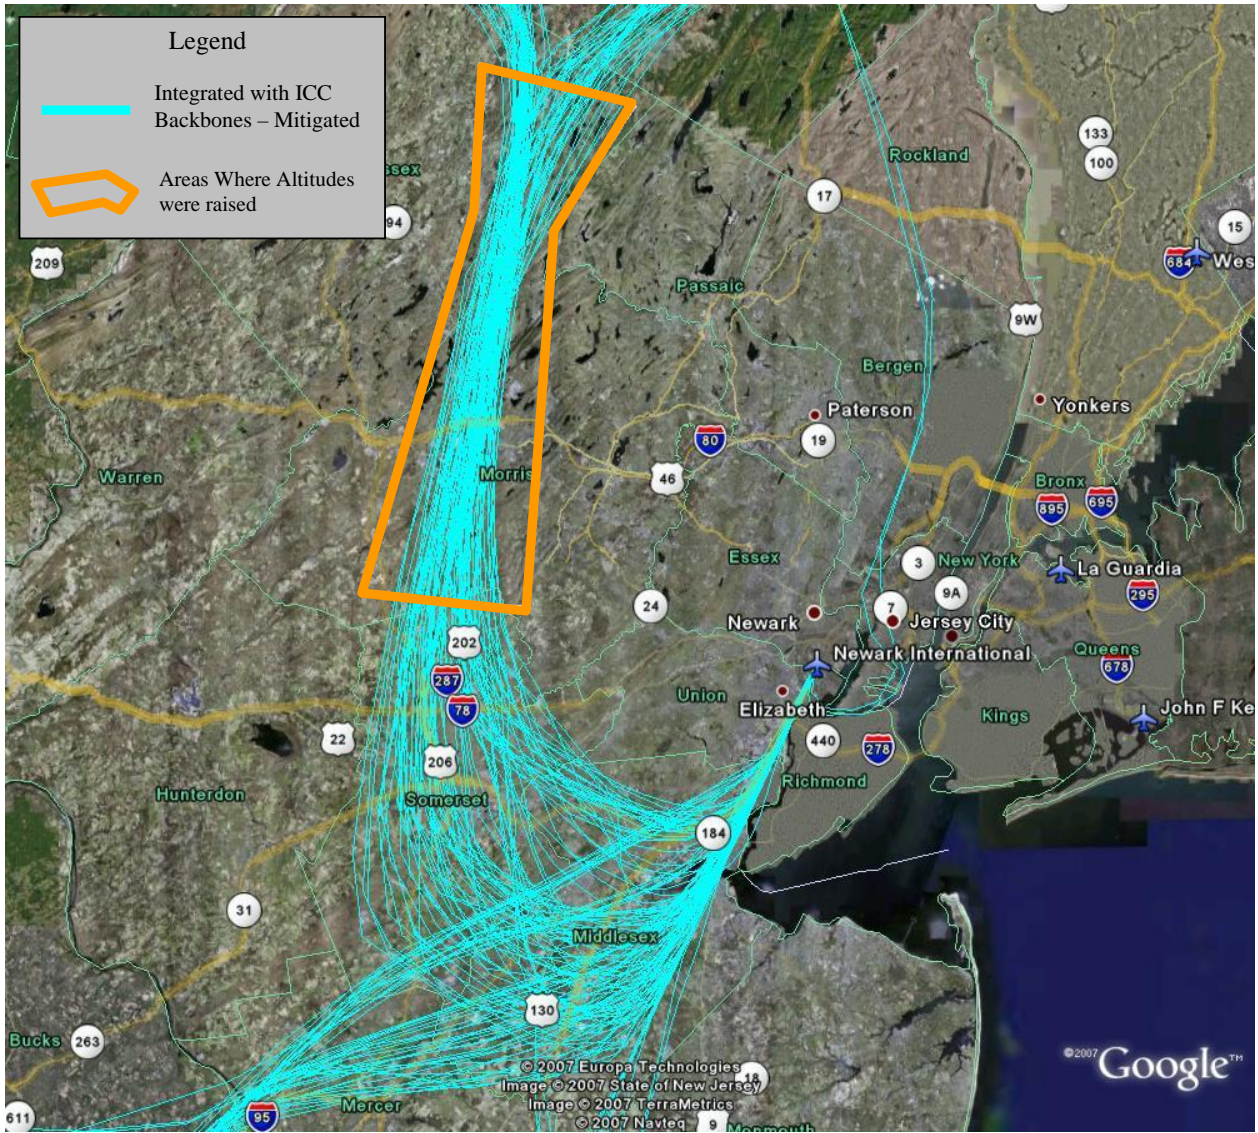 Legend
Integrated with ICC
Backbones – Mitigated
Areas Where Altitudes
were raised
ssex
94
209
133
100
Rockland
17
15
684
Wes
Passaic
9W
Bergen
Yonkers
Paterson
19
80
46
Warren
Morris
Bronx
895
695
Essex
3
New York
La Guardia
9A
295
24
7
Newark
Jersey City
202
Newark International
Queens
678
287
Union
Elizabeth
78
Kings
John F Ke
22
440
278
206
Richmond
Hunterdon
Somerset
184
31
Middlesex
130
Bucks
263
©2007 Google™
© 2007 Europa Technologies
Image © 2007 State of New Jersey
18
Image © 2007 TerraMetrics
© 2007 Navteq
Mercer
95
611
9
Monmouth